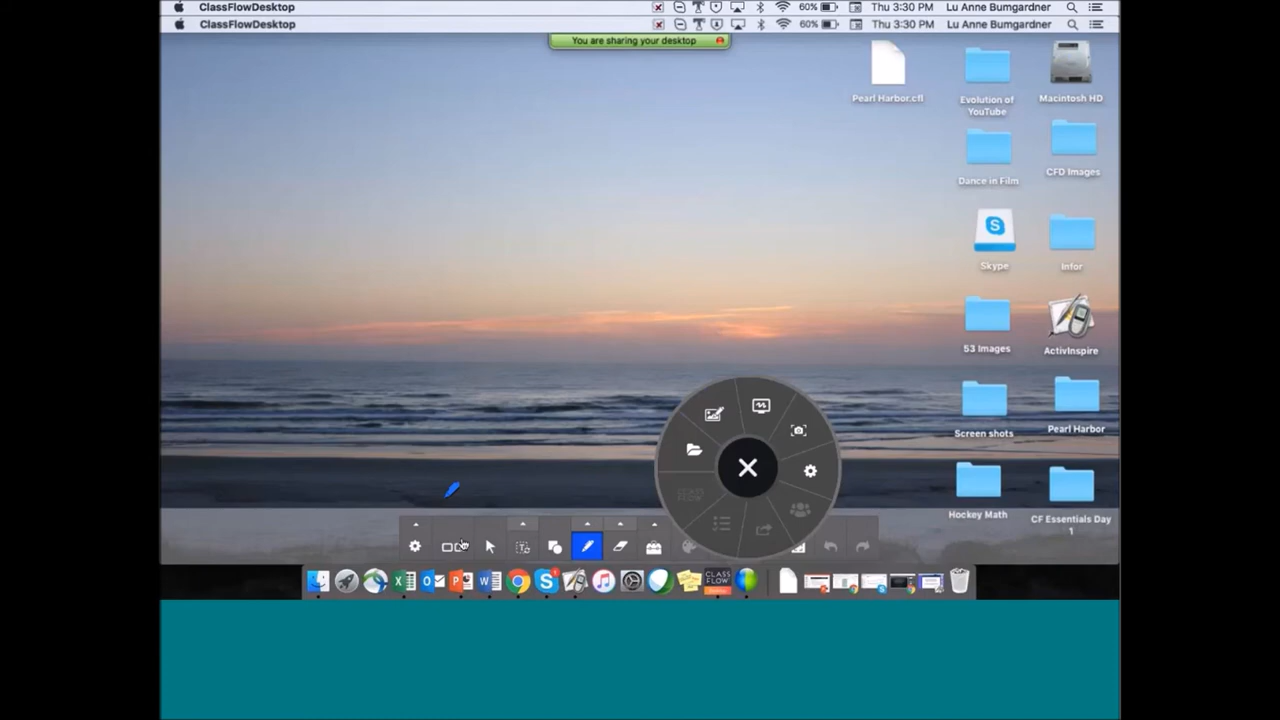 ClassFlowDesktop 60% Thu 3:30 PM Lu Anne Bumgardner
ClassFlowDesktop 60% Thu 3:30 PM Lu Anne Bumgardner
You are sharing your desktop
Pearl Harbor.cfl
Evolution of
YouTube
Macintosh HD
Dance in Film
CFD Images
Skype
Infor
53 Images
ActivInspire
Screen shots
Pearl Harbor
Hockey Math
CF Essentials Day
1
CLASS
FLOW